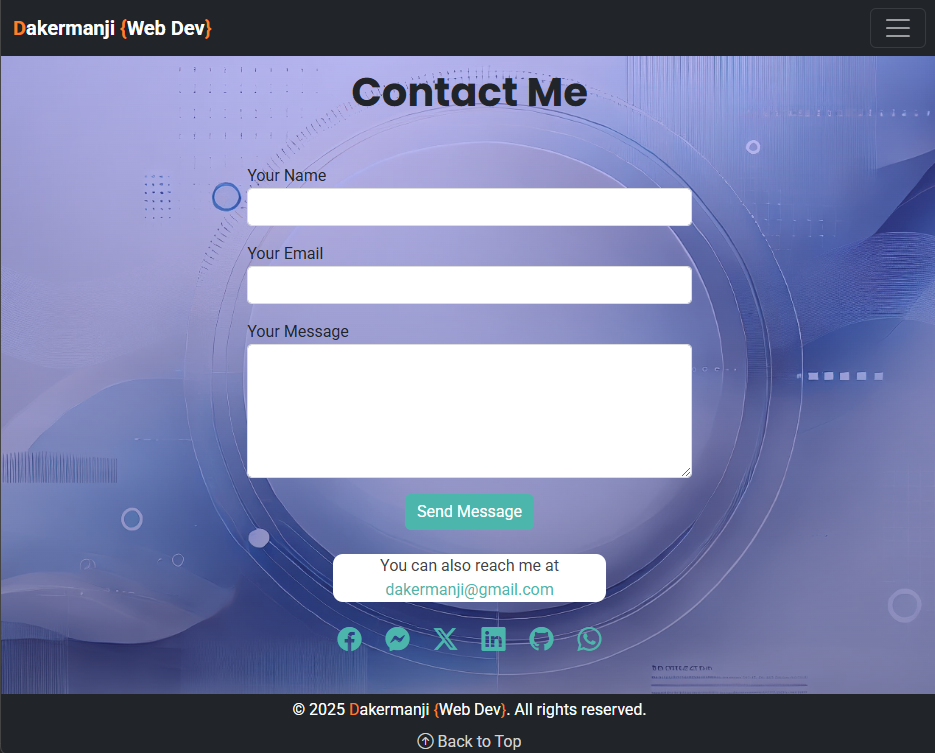 Dakermanji {Web Dev}
Contact Me
Your Name
Your Email
Your Message
Send Message
You can also reach me at
dakermanji@gmail.com
© 2025 Dakermanji {Web Dev}. All rights reserved.
Back to Top